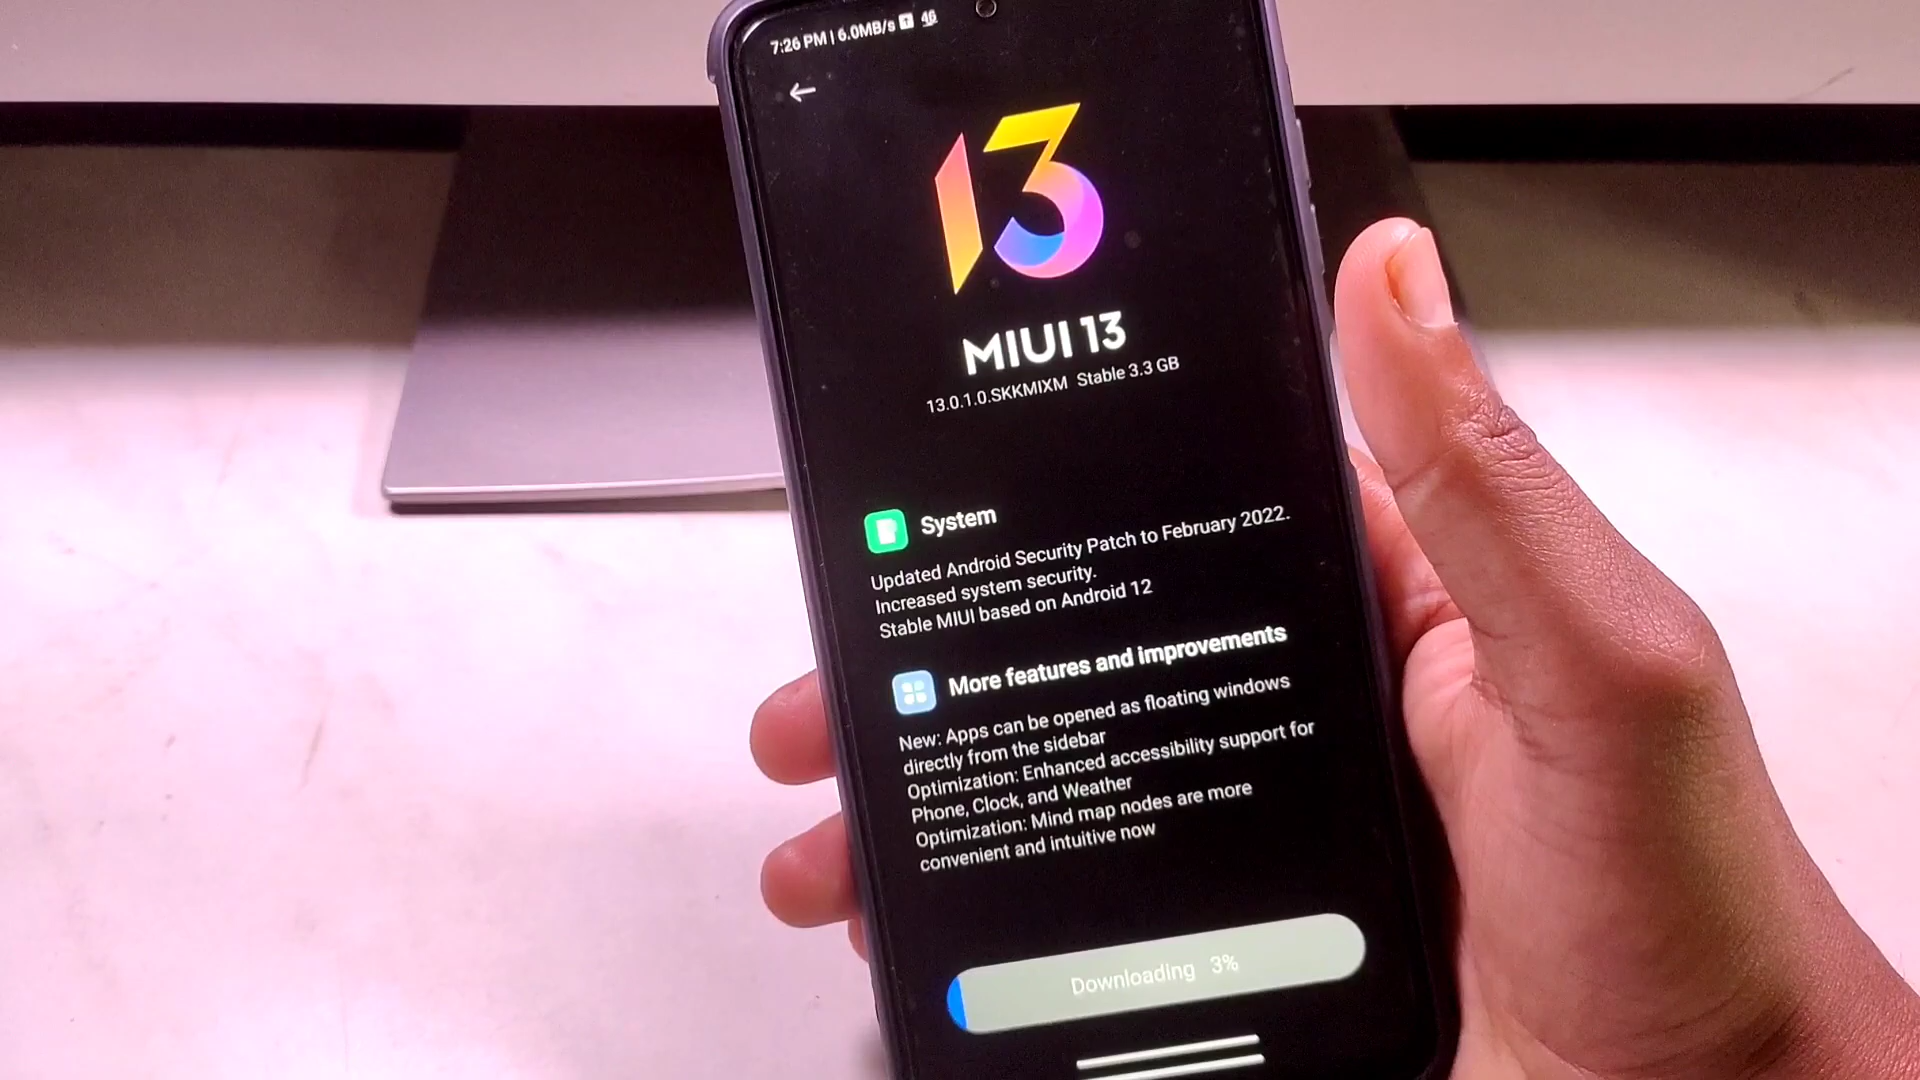 7:26 PM | 6.0MB/s 4G
13
MIUI 13
13.0.1.0.SKKMIXM Stable 3.3 GB
System
Updated Android Security Patch to February 2022.
Increased system security.
Stable MIUI based on Android 12
More features and improvements
New: Apps can be opened as floating windows
directly from the sidebar
Optimization: Enhanced accessibility support for
Phone, Clock, and Weather
Optimization: Mind map nodes are more
convenient and intuitive now
Downloading 3%